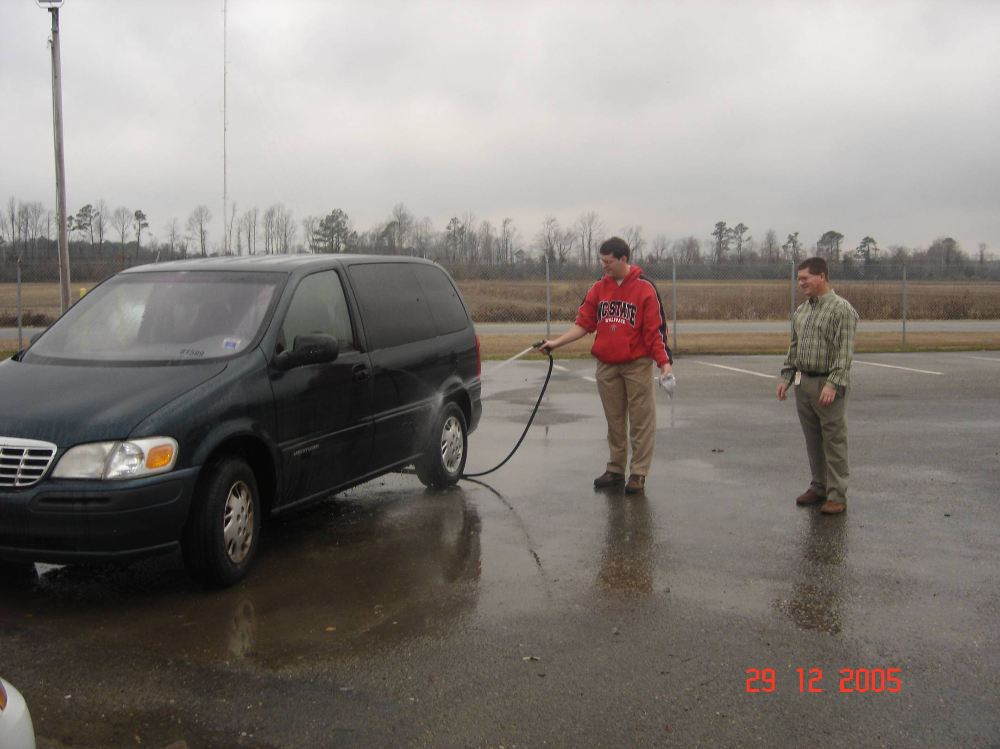 81599
VENTURE
NC STATE
WOLFPACK
29 12 2005